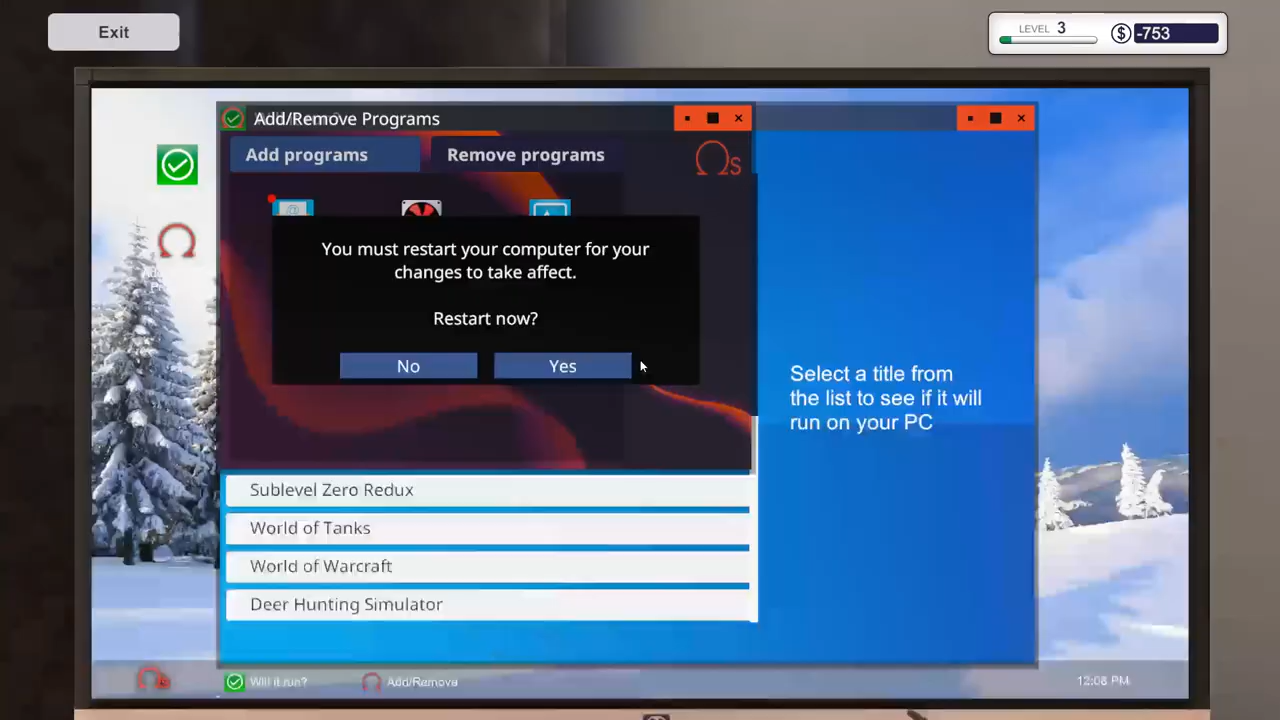 Exit
LEVEL 3
$ -753
Add/Remove Programs
Add programs
Remove programs
Ωs
You must restart your computer for your
changes to take affect.
Restart now?
No
Yes
Select a title from
the list to see if it will
run on your PC
Sublevel Zero Redux
World of Tanks
World of Warcraft
Deer Hunting Simulator
Will it run?
Add/Remove
12:08 PM